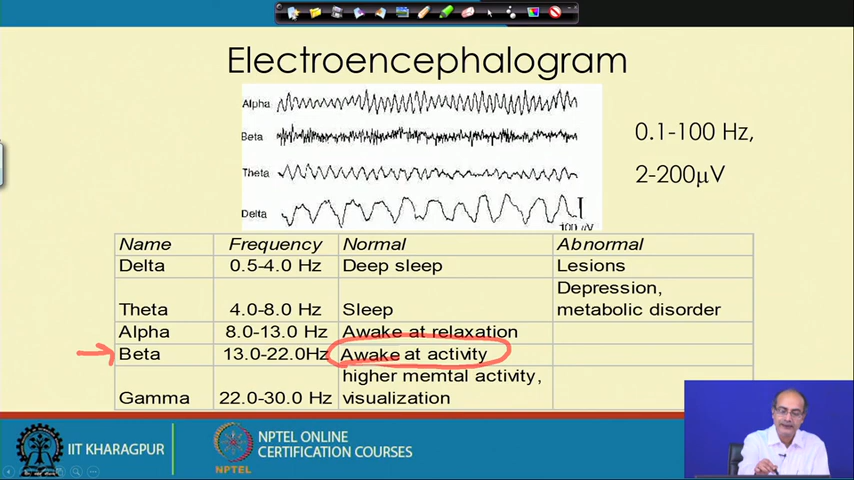 Electroencephalogram
Alpha
Beta
Theta
Delta
100 μV
0.1-100 Hz,
2-200μV
Name Frequency Normal Abnormal
Delta 0.5-4.0 Hz Deep sleep Lesions
Theta 4.0-8.0 Hz Sleep Depression,
metabolic disorder
Alpha 8.0-13.0 Hz Awake at relaxation
Beta 13.0-22.0Hz Awake at activity
Gamma 22.0-30.0 Hz higher memtal activity,
visualization
IIT KHARAGPUR
NPTEL
NPTEL ONLINE
CERTIFICATION COURSES